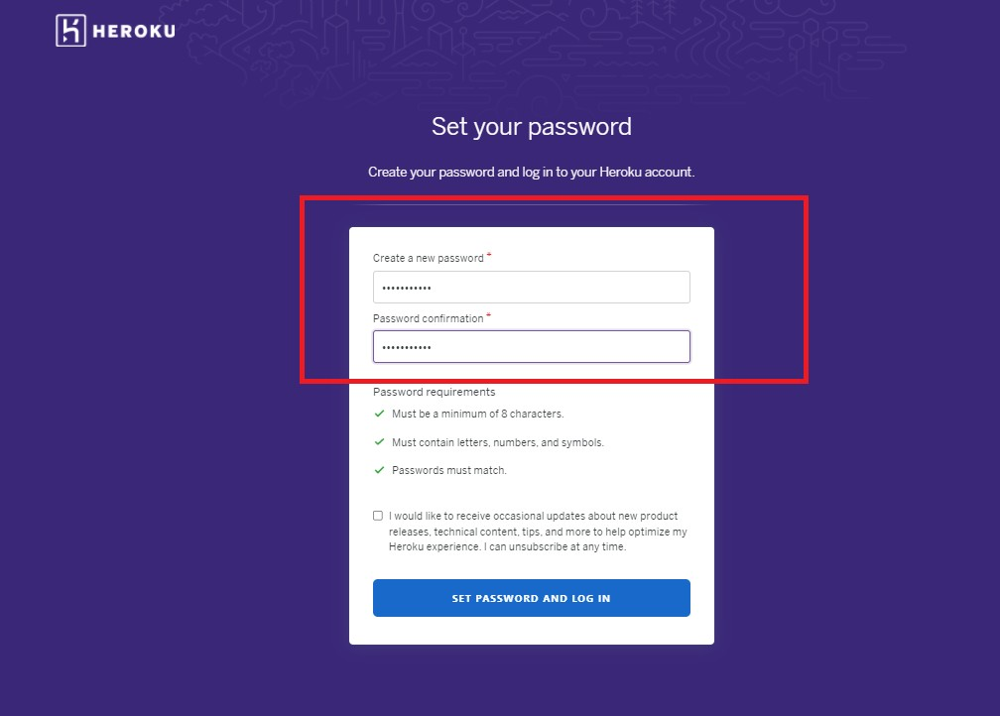 HEROKU
Set your password
Create your password and log in to your Heroku account.
Create a new password *
•••••••••••
Password confirmation *
•••••••••••
Password requirements
Must be a minimum of 8 characters.
Must contain letters, numbers, and symbols.
Passwords must match.
I would like to receive occasional updates about new product
releases, technical content, tips, and more to help optimize my
Heroku experience. I can unsubscribe at any time.
SET PASSWORD AND LOG IN